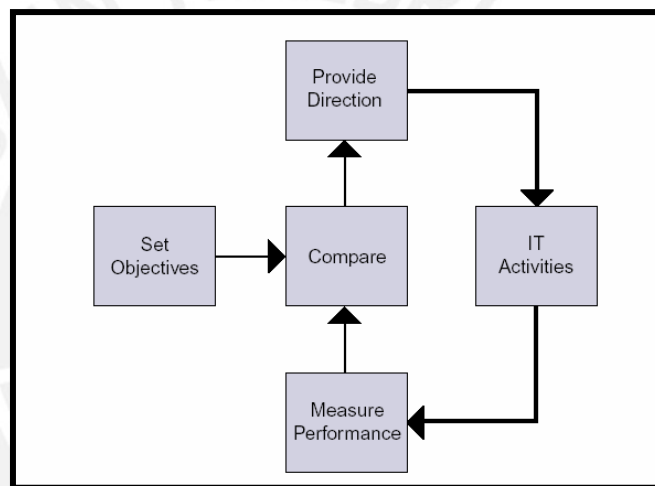 Provide
Direction
Set
Objectives
Compare
IT
Activities
Measure
Performance